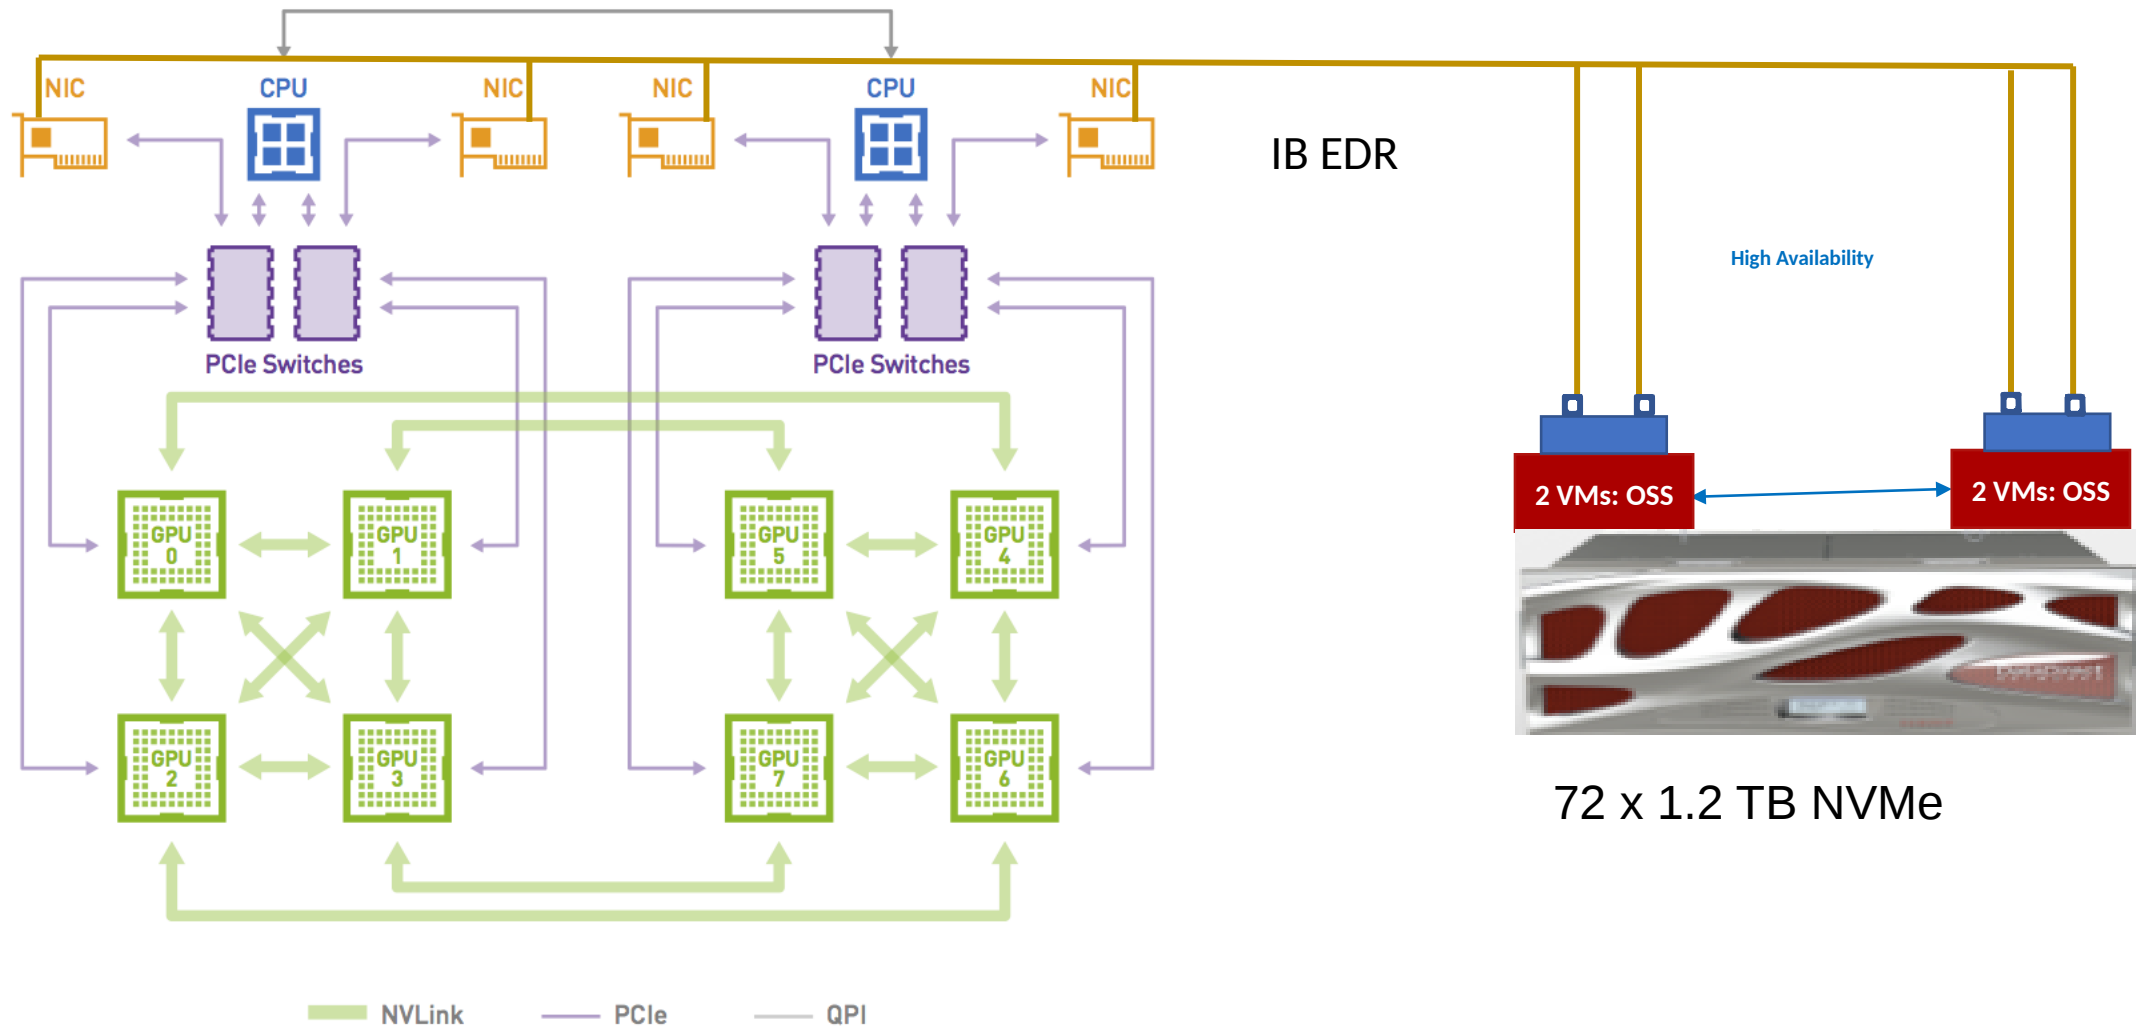 NIC
CPU
NIC
NIC
CPU
NIC
IB EDR
High Availability
PCIe Switches
PCIe Switches
GPU
0
GPU
1
GPU
5
GPU
4
GPU
2
GPU
3
GPU
7
GPU
6
2 VMs: OSS
2 VMs: OSS
72 x 1.2 TB NVMe
NVLink
PCIe
QPI